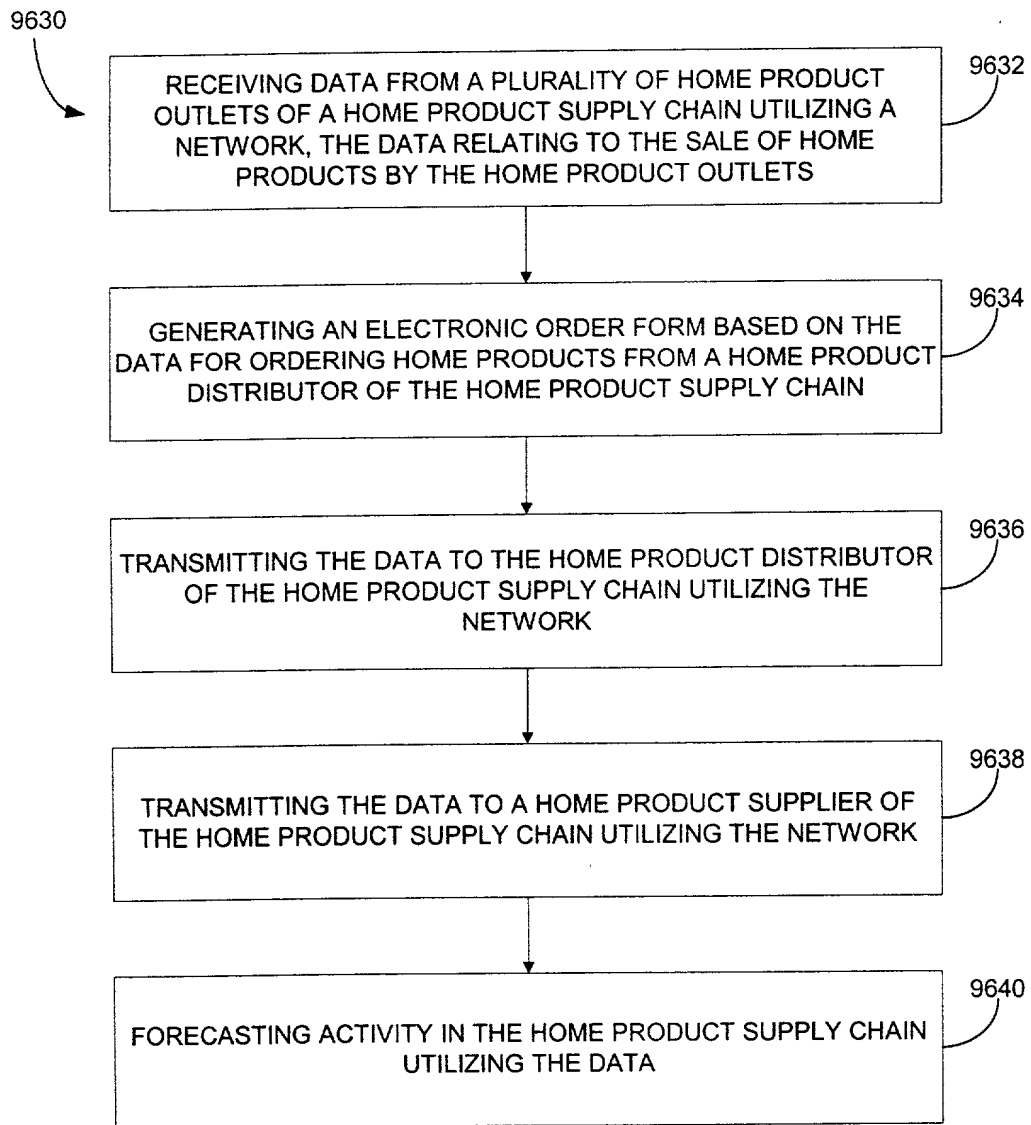 9630
RECEIVING DATA FROM A PLURALITY OF HOME PRODUCT
OUTLETS OF A HOME PRODUCT SUPPLY CHAIN UTILIZING A
NETWORK, THE DATA RELATING TO THE SALE OF HOME
PRODUCTS BY THE HOME PRODUCT OUTLETS
9632
GENERATING AN ELECTRONIC ORDER FORM BASED ON THE
DATA FOR ORDERING HOME PRODUCTS FROM A HOME PRODUCT
DISTRIBUTOR OF THE HOME PRODUCT SUPPLY CHAIN
9634
TRANSMITTING THE DATA TO THE HOME PRODUCT DISTRIBUTOR
OF THE HOME PRODUCT SUPPLY CHAIN UTILIZING THE
NETWORK
9636
TRANSMITTING THE DATA TO A HOME PRODUCT SUPPLIER OF
THE HOME PRODUCT SUPPLY CHAIN UTILIZING THE NETWORK
9638
FORECASTING ACTIVITY IN THE HOME PRODUCT SUPPLY CHAIN
UTILIZING THE DATA
9640